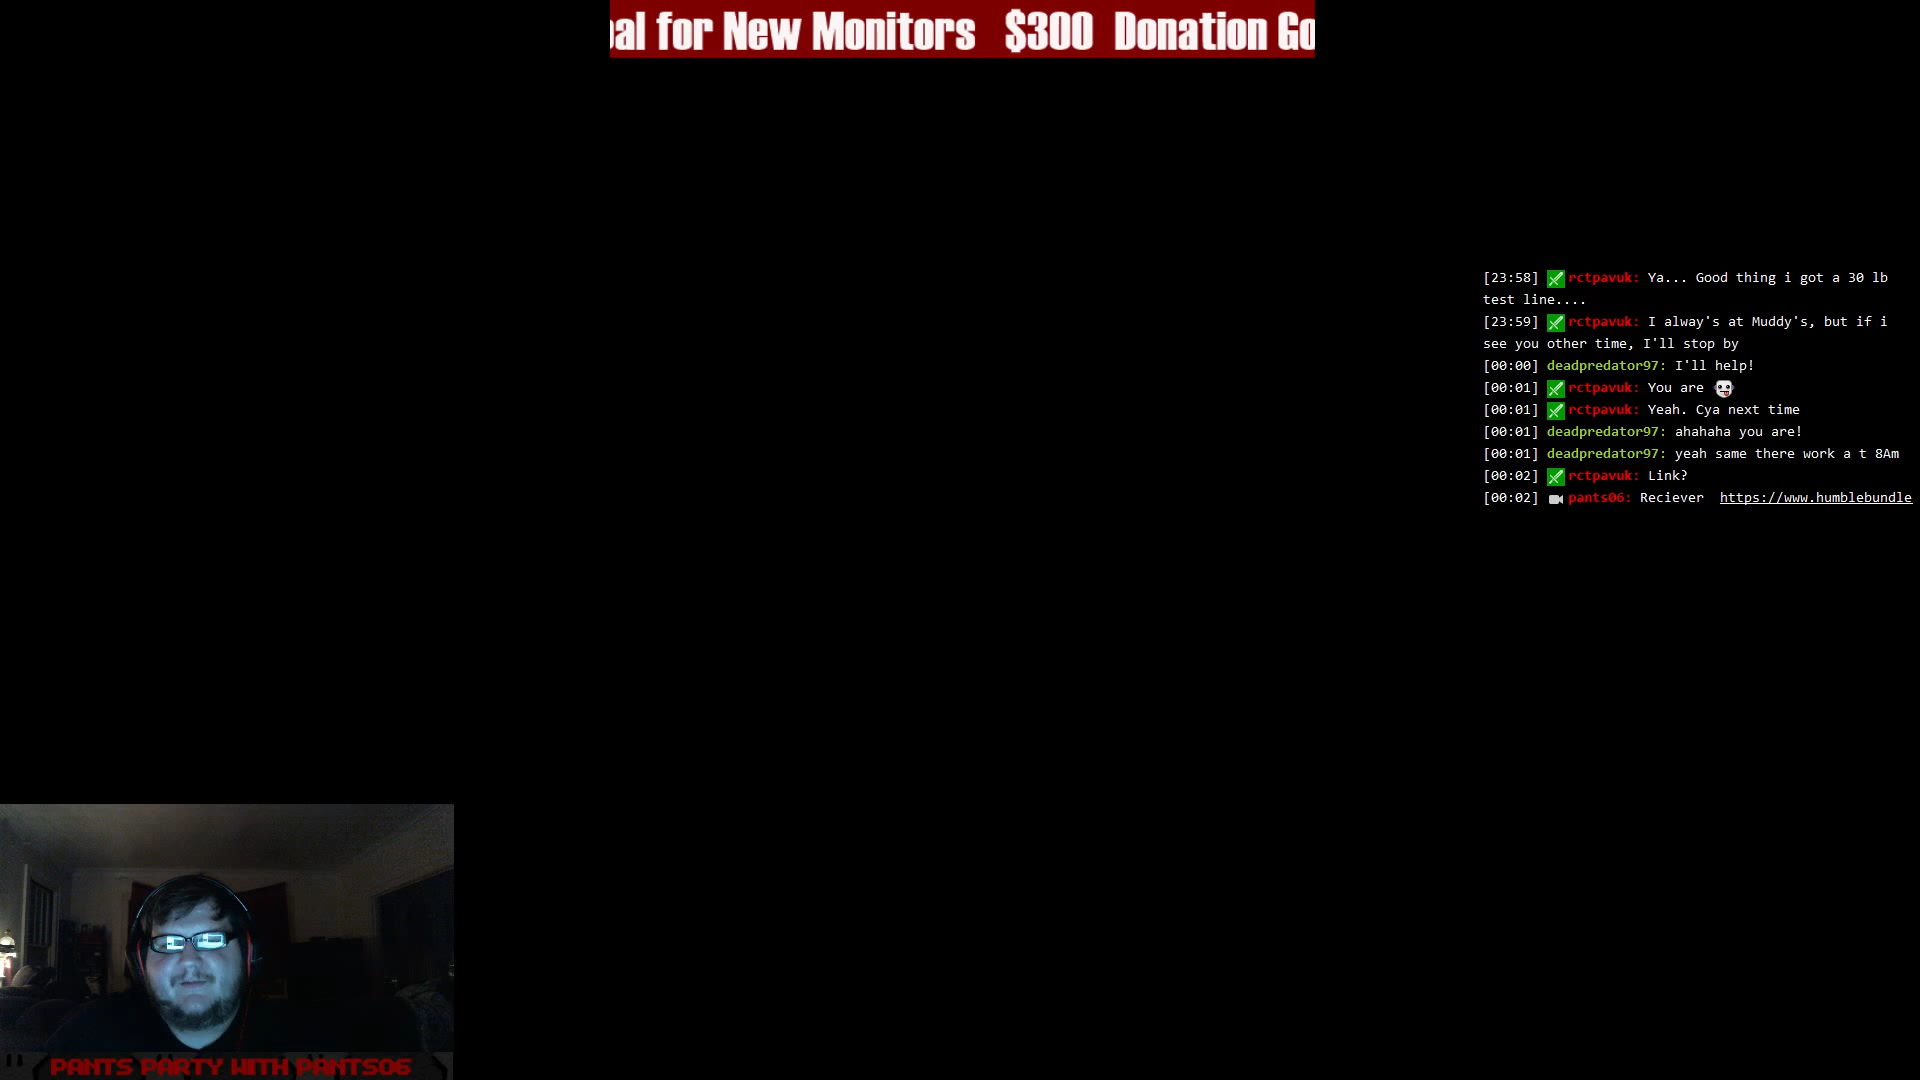 al for New Monitors   $300  Donation Go
[23:58] rctpavuk: Ya... Good thing i got a 30 lb
test line....
[23:59] rctpavuk: I alway's at Muddy's, but if i
see you other time, I'll stop by
[00:00] deadpredator97: I'll help!
[00:01] rctpavuk: You are
[00:01] rctpavuk: Yeah. Cya next time
[00:01] deadpredator97: ahahaha you are!
[00:01] deadpredator97: yeah same there work a t 8Am
[00:02] rctpavuk: Link?
[00:02] pants06: Reciever  https://www.humblebundle
PANTS PARTY WITH PANTS06